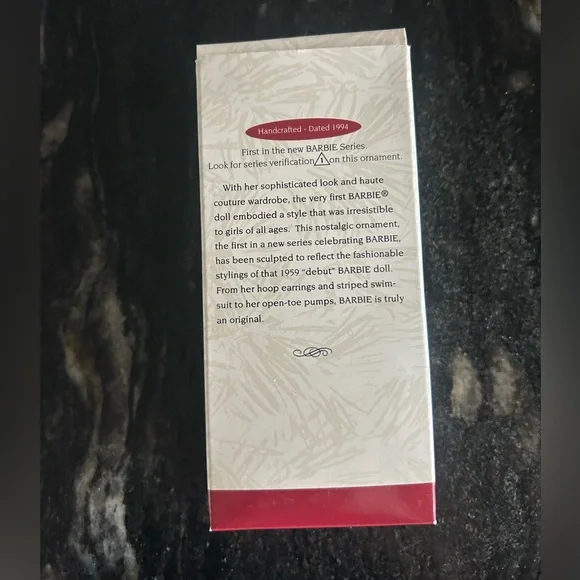 Handcrafted - Dated 1994
First in the new BARBIE Series.
Look for series verification 1 on this ornament.
With her sophisticated look and haute
couture wardrobe, the very first BARBIE®
doll embodied a style that was irresistible
to girls of all ages. This nostalgic ornament,
the first in a new series celebrating BARBIE,
has been sculpted to reflect the fashionable
stylings of that 1959 "debut" BARBIE doll.
From her hoop earrings and striped swim-
suit to her open-toe pumps, BARBIE is truly
an original.